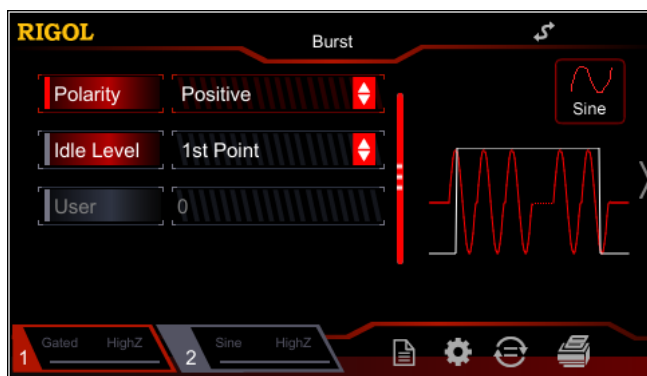 RIGOL
Burst
Polarity Positive
Sine
Idle Level 1st Point
User 0
1 Gated HighZ
2 Sine HighZ